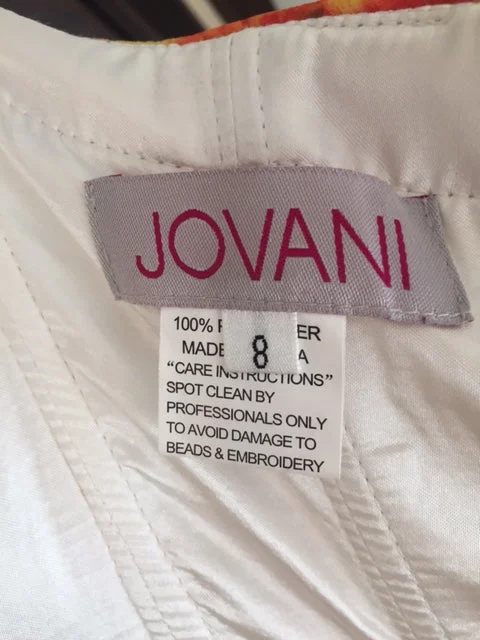 JOVANI
8
100%
MADE
"CARE INSTRUCTIONS"
SPOT CLEAN BY
PROFESSIONALS ONLY
TO AVOID DAMAGE TO
BEADS & EMBROIDERY